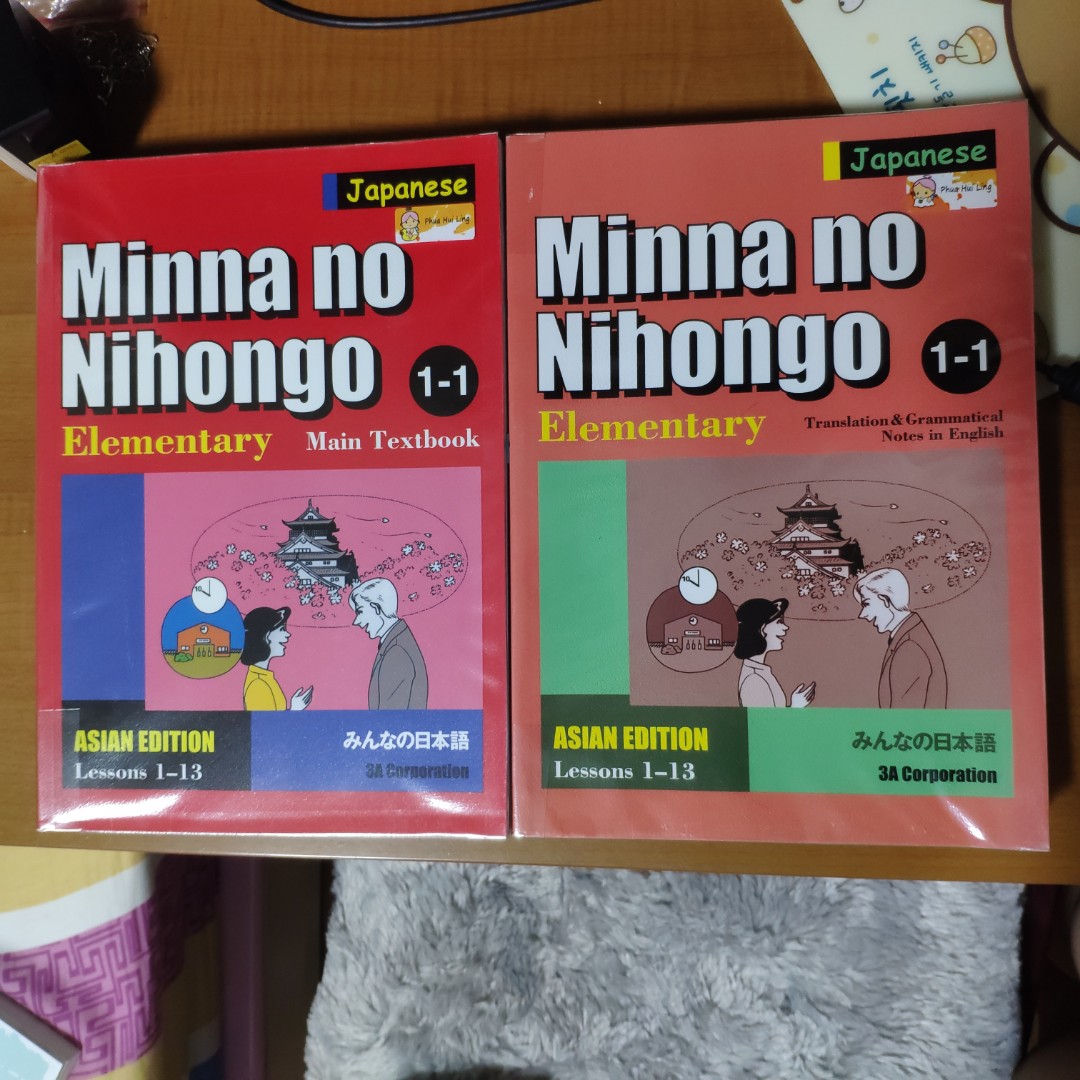 Japanese
Phua Hui Ling
Minna no
Nihongo
1-1
Elementary
Main Textbook
10
ASIAN EDITION
Lessons 1–13
みんなの日本語
3A Corporation
Japanese
Phua Hui Ling
Minna no
Nihongo
1-1
Elementary
Translation & Grammatical
Notes in English
10
ASIAN EDITION
Lessons 1–13
みんなの日本語
3A Corporation